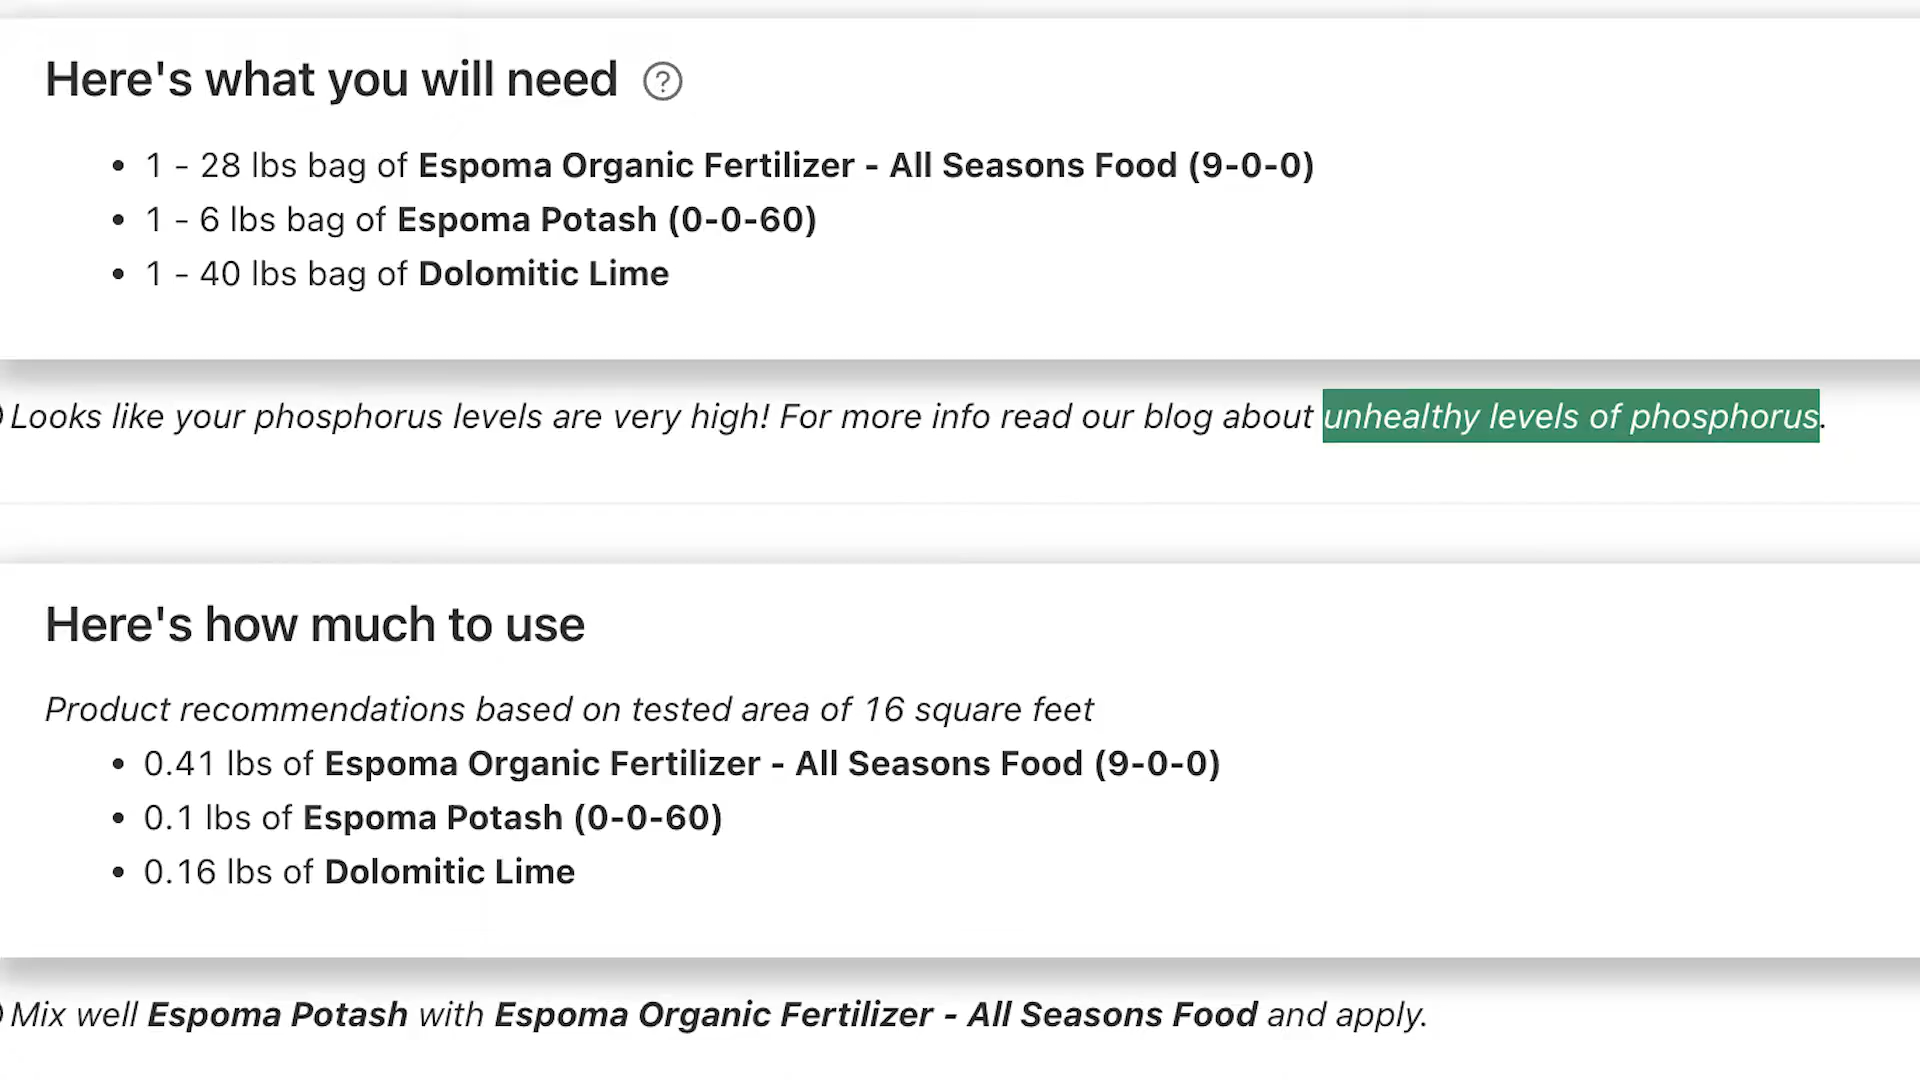 Here's what you will need ?
• 1 - 28 lbs bag of Espoma Organic Fertilizer - All Seasons Food (9-0-0)
• 1 - 6 lbs bag of Espoma Potash (0-0-60)
• 1 - 40 lbs bag of Dolomitic Lime
Looks like your phosphorus levels are very high! For more info read our blog about unhealthy levels of phosphorus.
Here's how much to use
Product recommendations based on tested area of 16 square feet
• 0.41 lbs of Espoma Organic Fertilizer - All Seasons Food (9-0-0)
• 0.1 lbs of Espoma Potash (0-0-60)
• 0.16 lbs of Dolomitic Lime
Mix well Espoma Potash with Espoma Organic Fertilizer - All Seasons Food and apply.